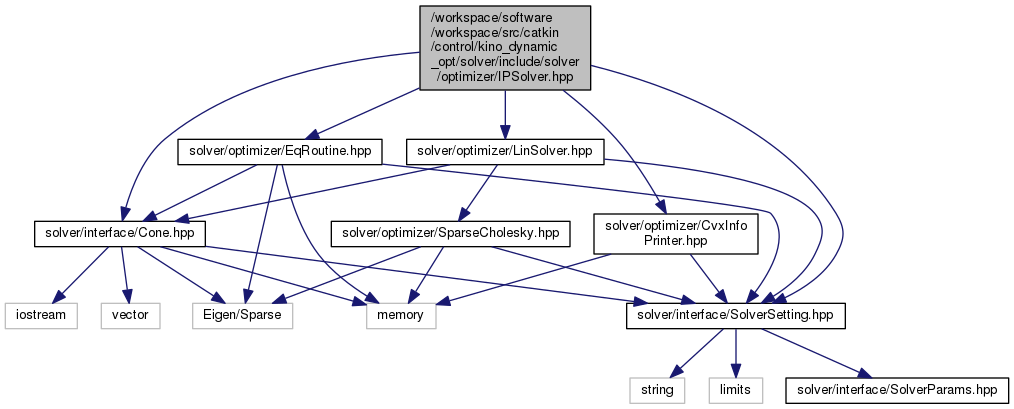 /workspace/software
/workspace/src/catkin
/control/kino_dynamic
_opt/solver/include/solver
/optimizer/IPSolver.hpp
solver/optimizer/EqRoutine.hpp
solver/optimizer/LinSolver.hpp
solver/interface/Cone.hpp
solver/optimizer/SparseCholesky.hpp
solver/optimizer/CvxInfo
Printer.hpp
iostream
vector
Eigen/Sparse
memory
solver/interface/SolverSetting.hpp
string
limits
solver/interface/SolverParams.hpp